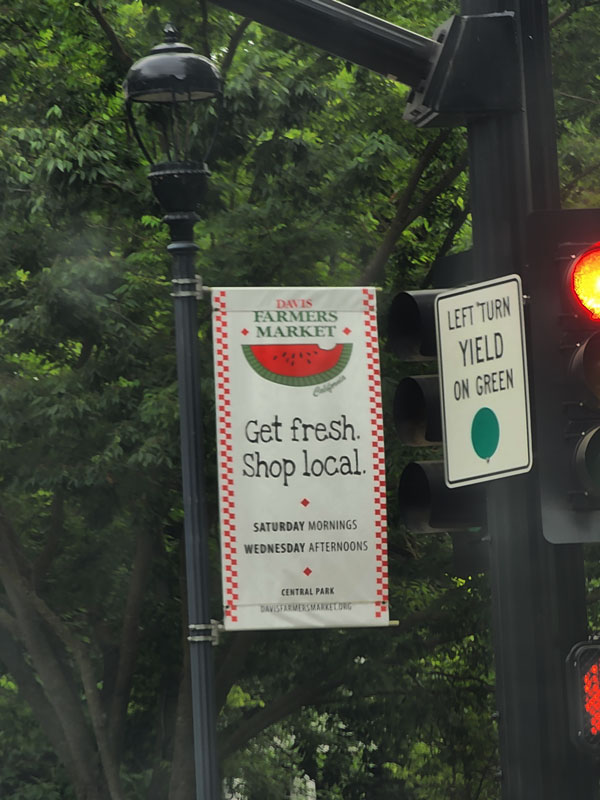 DAVIS
FARMERS
MARKET
California
Get fresh.
Shop local.
SATURDAY MORNINGS
WEDNESDAY AFTERNOONS
CENTRAL PARK
DAVISFARMERSMARKET.ORG
LEFT TURN
YIELD
ON GREEN